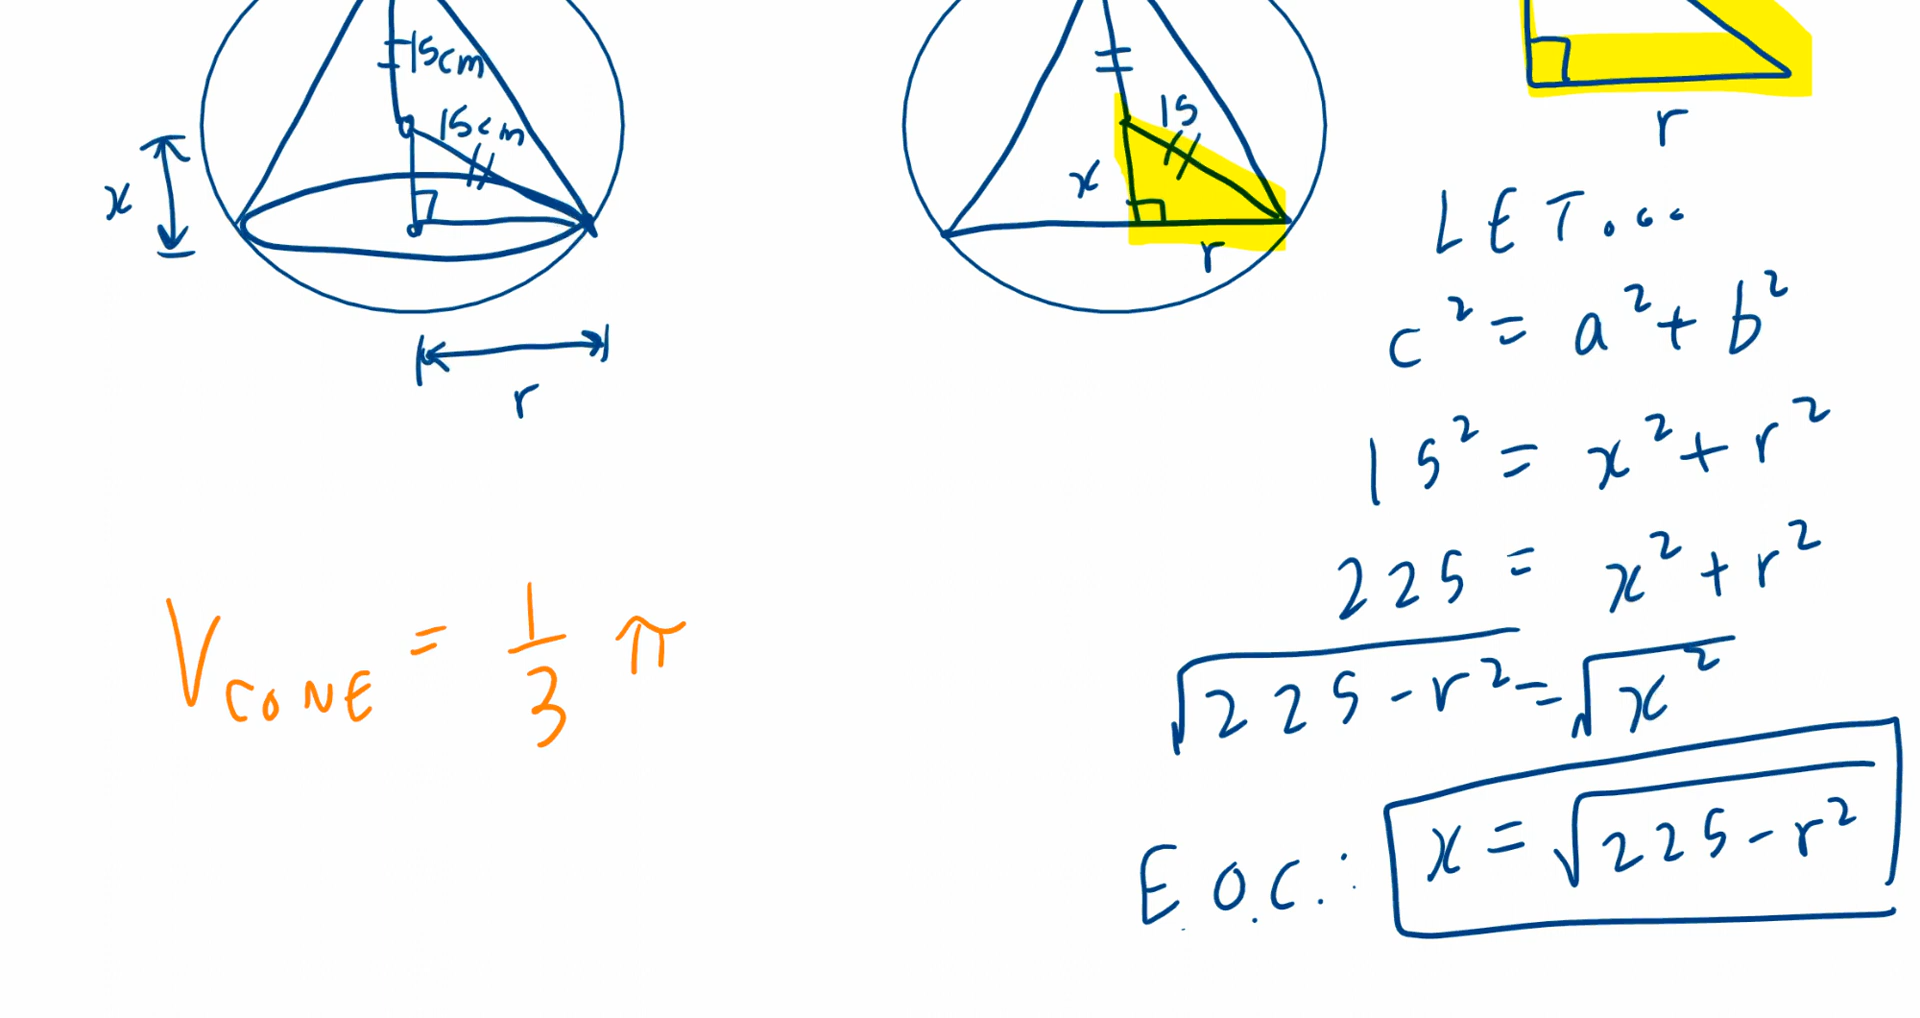 15cm
15cm
x
r
15
x
r
r
LET...
c² = a² + b²
15² = x² + r²
225 = x² + r²
√225 - r² = √x²
E.O.C.: x = √225 - r²
V CONE = 1/3 π